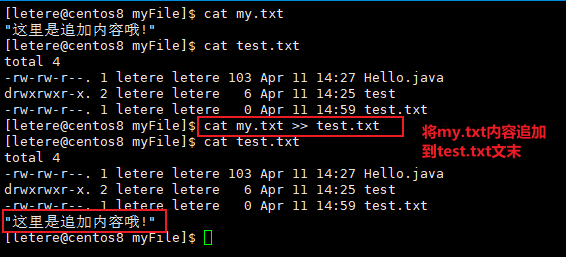 [letere@centos8 myFile]$ cat my.txt
"这里是追加内容哦!"
[letere@centos8 myFile]$ cat test.txt
total 4
-rw-rw-r--. 1 letere letere 103 Apr 11 14:27 Hello.java
drwxrwxr-x. 2 letere letere   6 Apr 11 14:25 test
-rw-rw-r--. 1 letere letere   0 Apr 11 14:59 test.txt
[letere@centos8 myFile]$ cat my.txt >> test.txt
将my.txt内容追加
到test.txt文末
[letere@centos8 myFile]$ cat test.txt
total 4
-rw-rw-r--. 1 letere letere 103 Apr 11 14:27 Hello.java
drwxrwxr-x. 2 letere letere   6 Apr 11 14:25 test
-rw-rw-r--. 1 letere letere   0 Apr 11 14:59 test.txt
"这里是追加内容哦!"
[letere@centos8 myFile]$